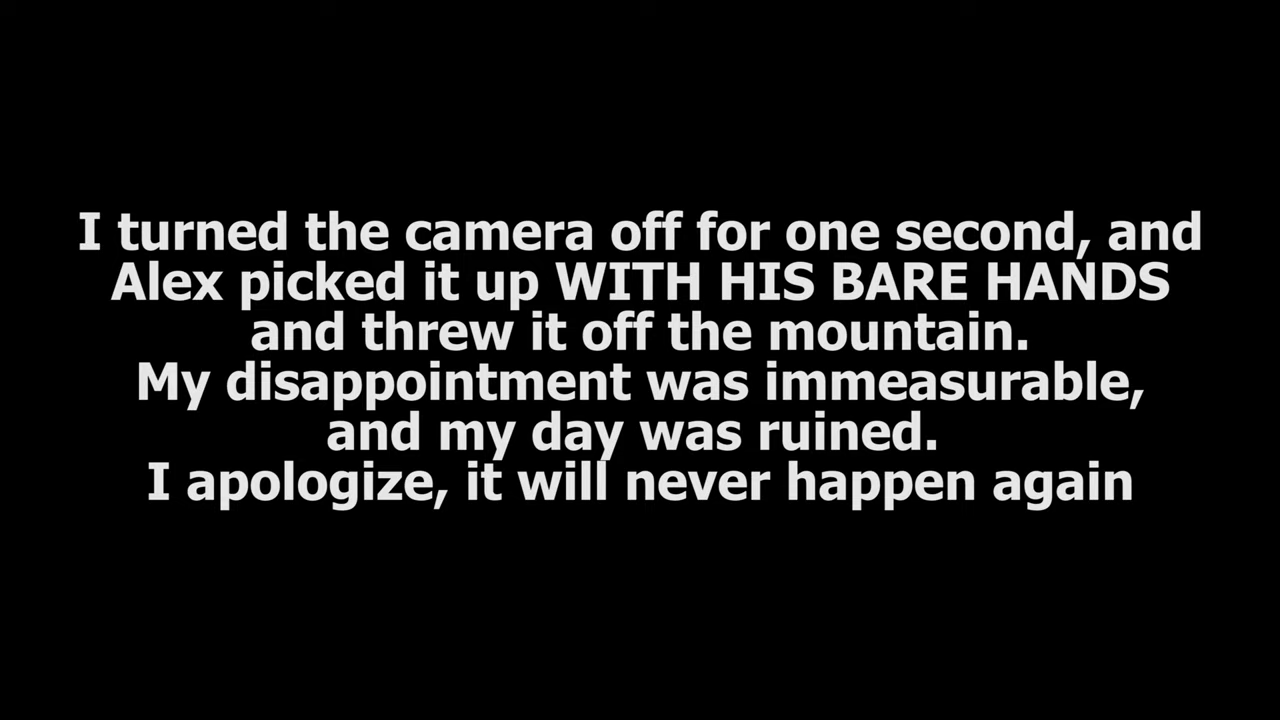 I turned the camera off for one second, and
Alex picked it up WITH HIS BARE HANDS
and threw it off the mountain.
My disappointment was immeasurable,
and my day was ruined.
I apologize, it will never happen again